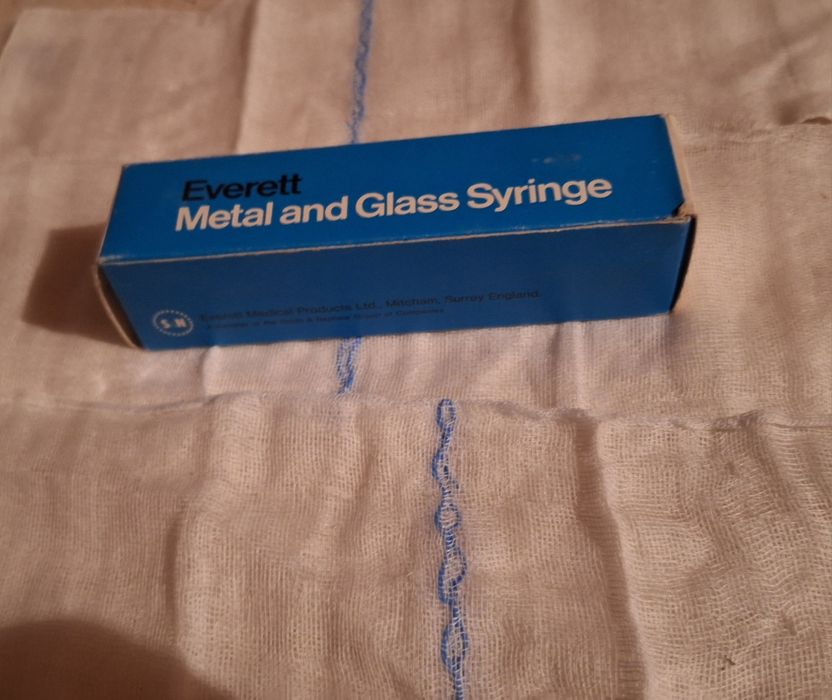 Everett
Metal and Glass Syringe
S N
Everett Medical Products Ltd., Mitcham, Surrey England.
A member of the Smith & Nephew Group of Companies